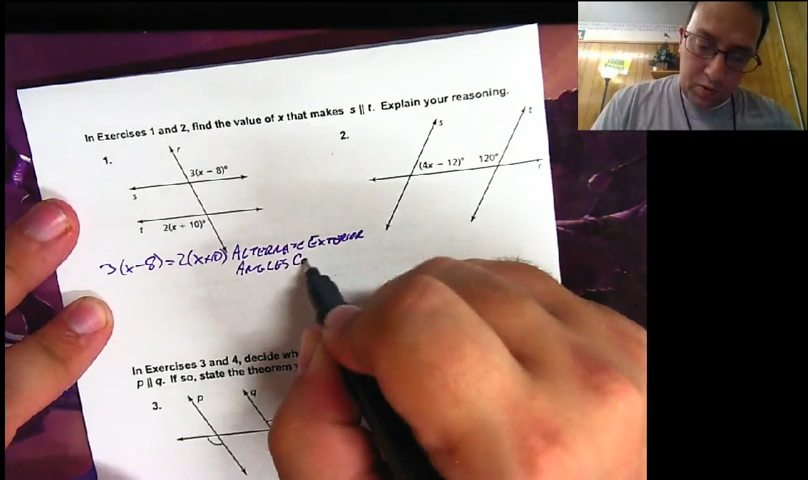 In Exercises 1 and 2, find the value of x that makes s || t. Explain your reasoning.
1.
r
3(x – 8)°
s
t
2(x + 10)°
2.
s
t
(4x – 12)°
120°
r
3(x-8)=2(x+10) ALTERNATE EXTERIOR
ANGLES Co
In Exercises 3 and 4, decide wh
p || q. If so, state the theorem
3.
p
q